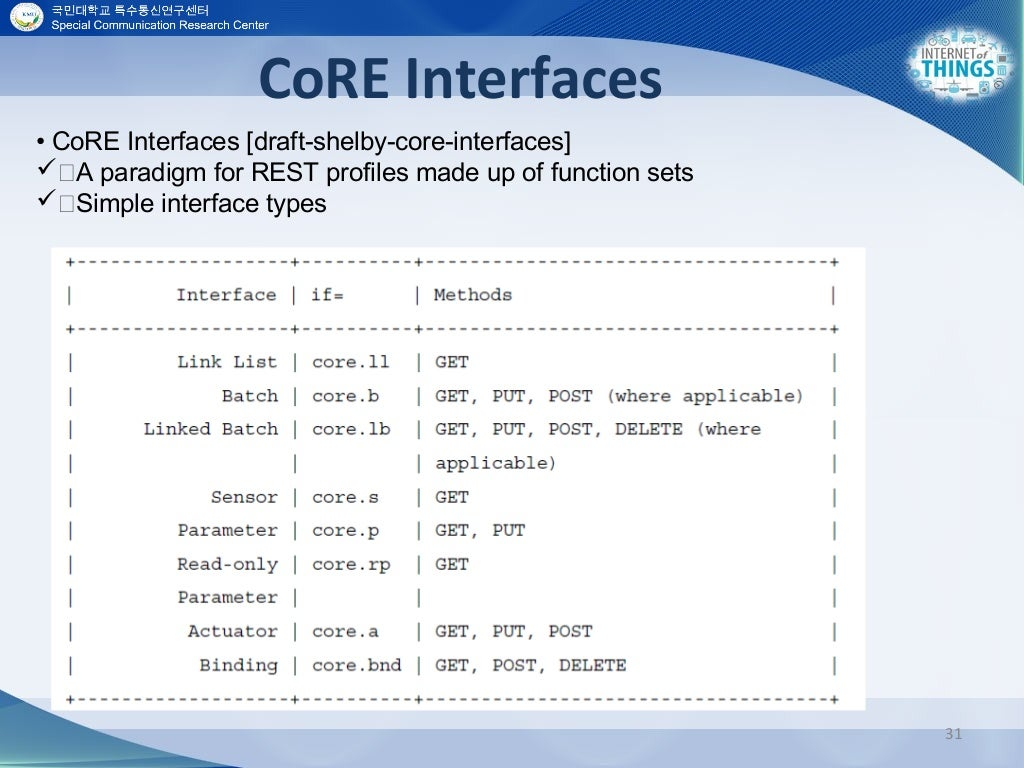 국민대학교 특수통신연구센터
Special Communication Research Center
INTERNET of
THINGS
CoRE Interfaces
• CoRE Interfaces [draft-shelby-core-interfaces]
✓□A paradigm for REST profiles made up of function sets
✓□Simple interface types
+-------------------+----------+------------------------------------+
| Interface | if= | Methods |
+-------------------+----------+------------------------------------+
| Link List | core.ll | GET |
| Batch | core.b | GET, PUT, POST (where applicable) |
| Linked Batch | core.lb | GET, PUT, POST, DELETE (where |
| | | applicable) |
| Sensor | core.s | GET |
| Parameter | core.p | GET, PUT |
| Read-only | core.rp | GET |
| Parameter | | |
| Actuator | core.a | GET, PUT, POST |
| Binding | core.bnd | GET, POST, DELETE |
+-------------------+----------+------------------------------------+
31